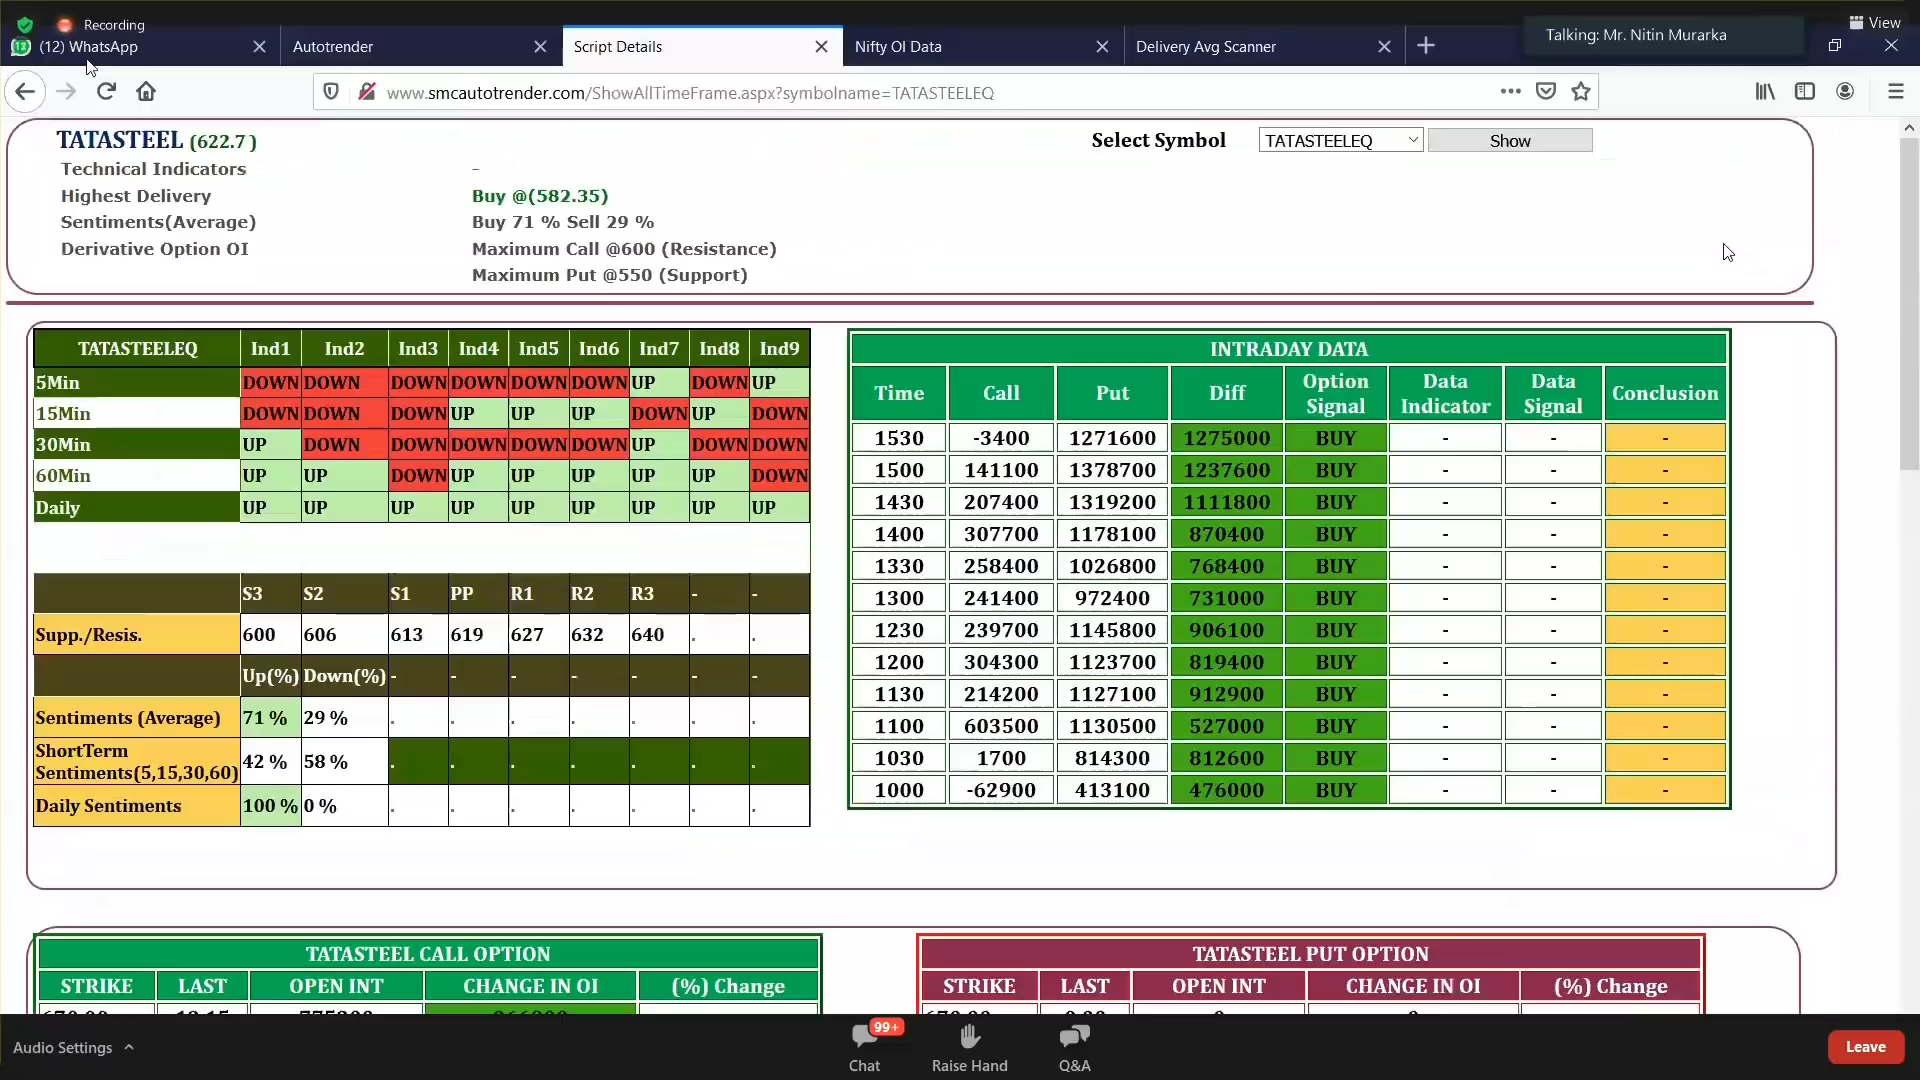 Recording
View
(12) WhatsApp
Autotrender
Script Details
Nifty OI Data
Delivery Avg Scanner
Talking: Mr. Nitin Murarka
www.smcautotrender.com/ShowAllTimeFrame.aspx?symbolname=TATASTEELEQ
TATASTEEL (622.7 )
Select Symbol TATASTEELEQ Show
Technical Indicators -
Highest Delivery Buy @(582.35)
Sentiments(Average) Buy 71 % Sell 29 %
Derivative Option OI Maximum Call @600 (Resistance)
Maximum Put @550 (Support)
TATASTEELEQ Ind1 Ind2 Ind3 Ind4 Ind5 Ind6 Ind7 Ind8 Ind9
5Min DOWN DOWN DOWN DOWN DOWN DOWN UP DOWN UP
15Min DOWN DOWN DOWN UP UP UP DOWN UP DOWN
30Min UP DOWN DOWN DOWN DOWN DOWN UP DOWN DOWN
60Min UP UP DOWN UP UP UP UP UP DOWN
Daily UP UP UP UP UP UP UP UP UP
S3 S2 S1 PP R1 R2 R3 - -
Supp./Resis. 600 606 613 619 627 632 640 . .
Up(%) Down(%) - - - - - - -
Sentiments (Average) 71 % 29 % . . . . . . .
ShortTerm
Sentiments(5,15,30,60) 42 % 58 % . . . . . . .
Daily Sentiments 100 % 0 % . . . . . . .
INTRADAY DATA
Time Call Put Diff Option Signal Data Indicator Data Signal Conclusion
1530 -3400 1271600 1275000 BUY - - -
1500 141100 1378700 1237600 BUY - - -
1430 207400 1319200 1111800 BUY - - -
1400 307700 1178100 870400 BUY - - -
1330 258400 1026800 768400 BUY - - -
1300 241400 972400 731000 BUY - - -
1230 239700 1145800 906100 BUY - - -
1200 304300 1123700 819400 BUY - - -
1130 214200 1127100 912900 BUY - - -
1100 603500 1130500 527000 BUY - - -
1030 1700 814300 812600 BUY - - -
1000 -62900 413100 476000 BUY - - -
TATASTEEL CALL OPTION
STRIKE LAST OPEN INT CHANGE IN OI (%) Change
TATASTEEL PUT OPTION
STRIKE LAST OPEN INT CHANGE IN OI (%) Change
Audio Settings
99+
Chat
Raise Hand
Q&A
Leave